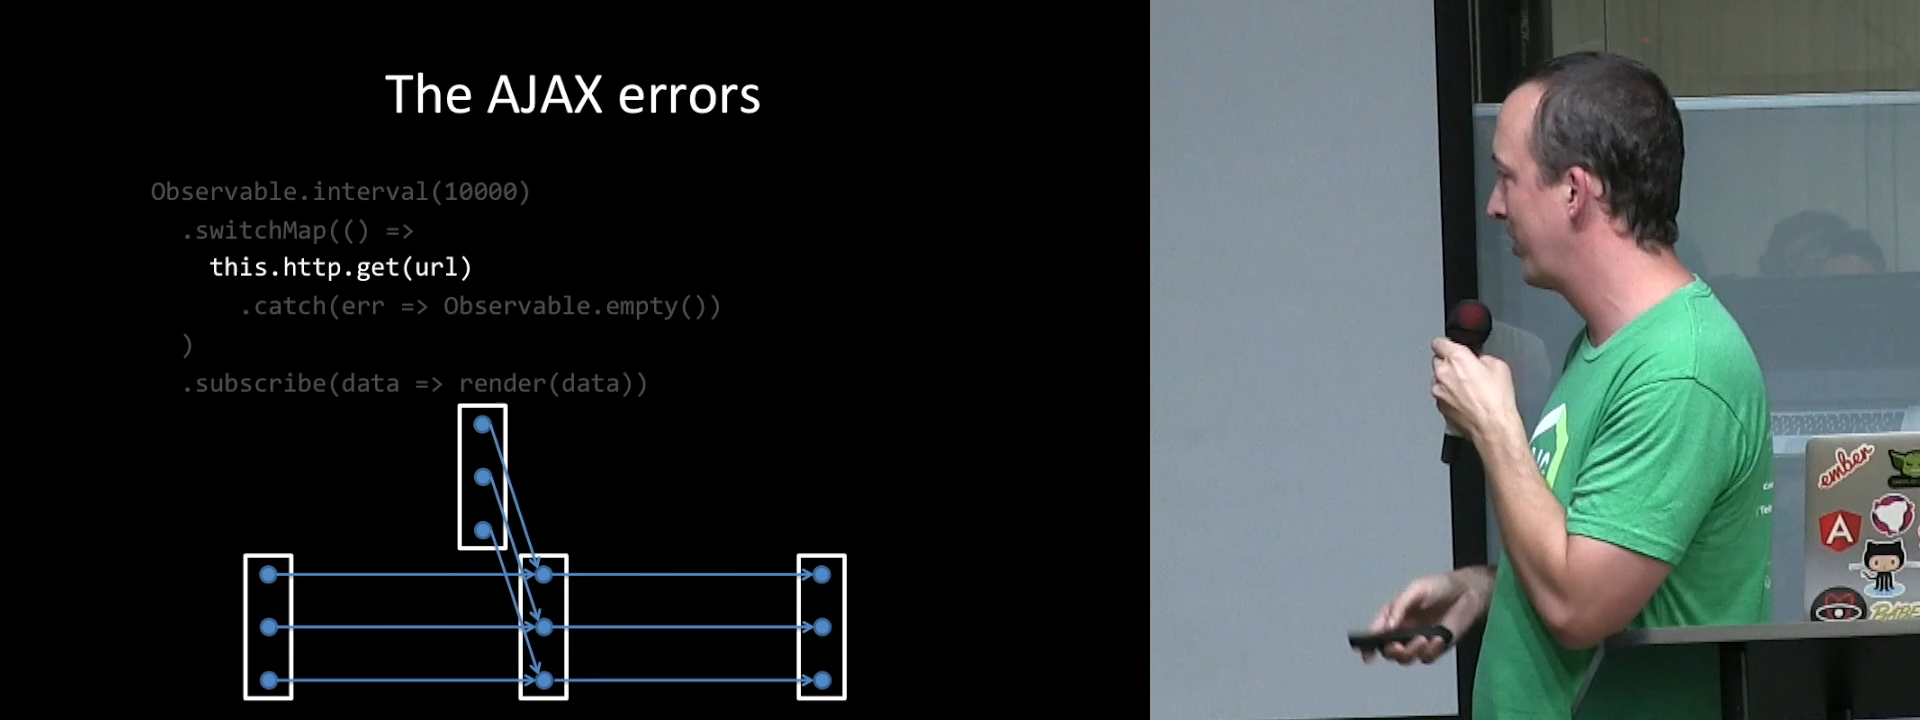 The AJAX errors
Observable.interval(10000)
.switchMap(() =>
this.http.get(url)
.catch(err => Observable.empty())
)
.subscribe(data => render(data))
ember
A